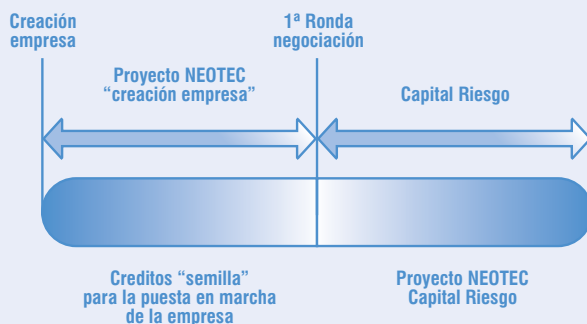 Creación
empresa
1ª Ronda
negociación
Proyecto NEOTEC
“creación empresa”
Capital Riesgo
Creditos “semilla”
para la puesta en marcha
de la empresa
Proyecto NEOTEC
Capital Riesgo